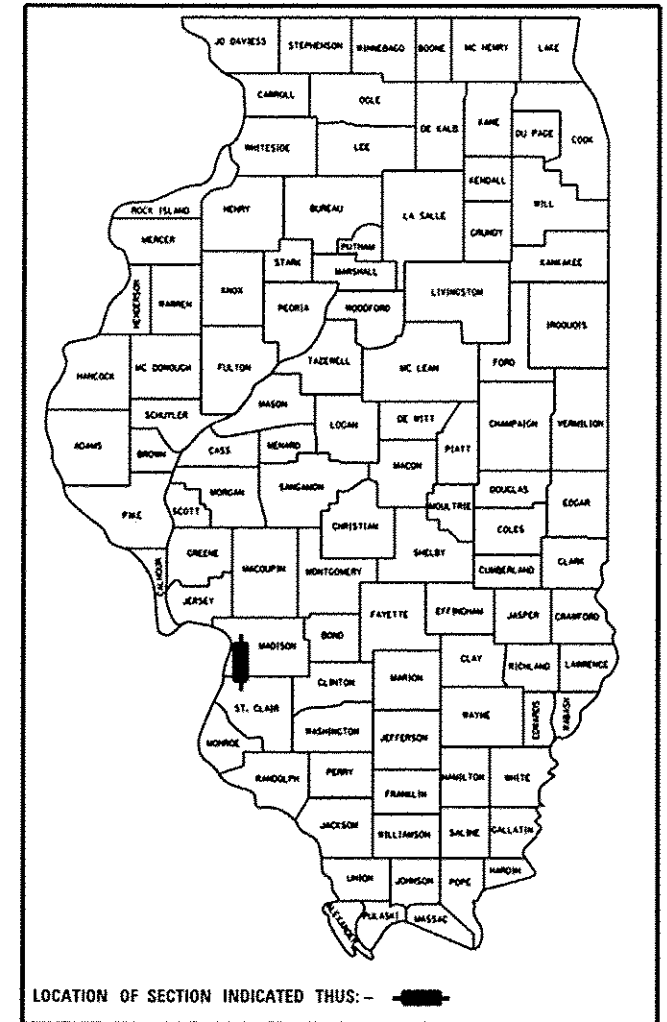 JO DAVIESS STEPHENSON WINNEBAGO BOONE MC HENRY LAKE
CARROLL OGLE DE KALB KANE DU PAGE COOK
WHITESIDE LEE KENDALL WILL
ROCK ISLAND HENRY BUREAU LA SALLE GRUNDY
MERCER PUTNAM KANKAKEE
STARK MARSHALL
HENDERSON WARREN KNOX PEORIA WOODFORD LIVINGSTON IROQUOIS
HANCOCK MC DONOUGH FULTON TAZEWELL MC LEAN FORD
SCHUYLER MASON LOGAN DE WITT CHAMPAIGN VERMILION
ADAMS BROWN CASS MENARD MACON PIATT
PIKE SCOTT MORGAN SANGAMON CHRISTIAN MOULTRIE DOUGLAS EDGAR
COLES
CALHOUN GREENE MACOUPIN MONTGOMERY SHELBY CUMBERLAND CLARK
JERSEY FAYETTE EFFINGHAM JASPER CRAWFORD
MADISON BOND CLAY RICHLAND LAWRENCE
CLINTON MARION
ST. CLAIR WAYNE EDWARDS WABASH
MONROE WASHINGTON JEFFERSON
RANDOLPH PERRY HAMILTON WHITE
FRANKLIN
JACKSON WILLIAMSON SALINE GALLATIN
UNION JOHNSON POPE HARDIN
ALEXANDER PULASKI MASSAC
LOCATION OF SECTION INDICATED THUS: -